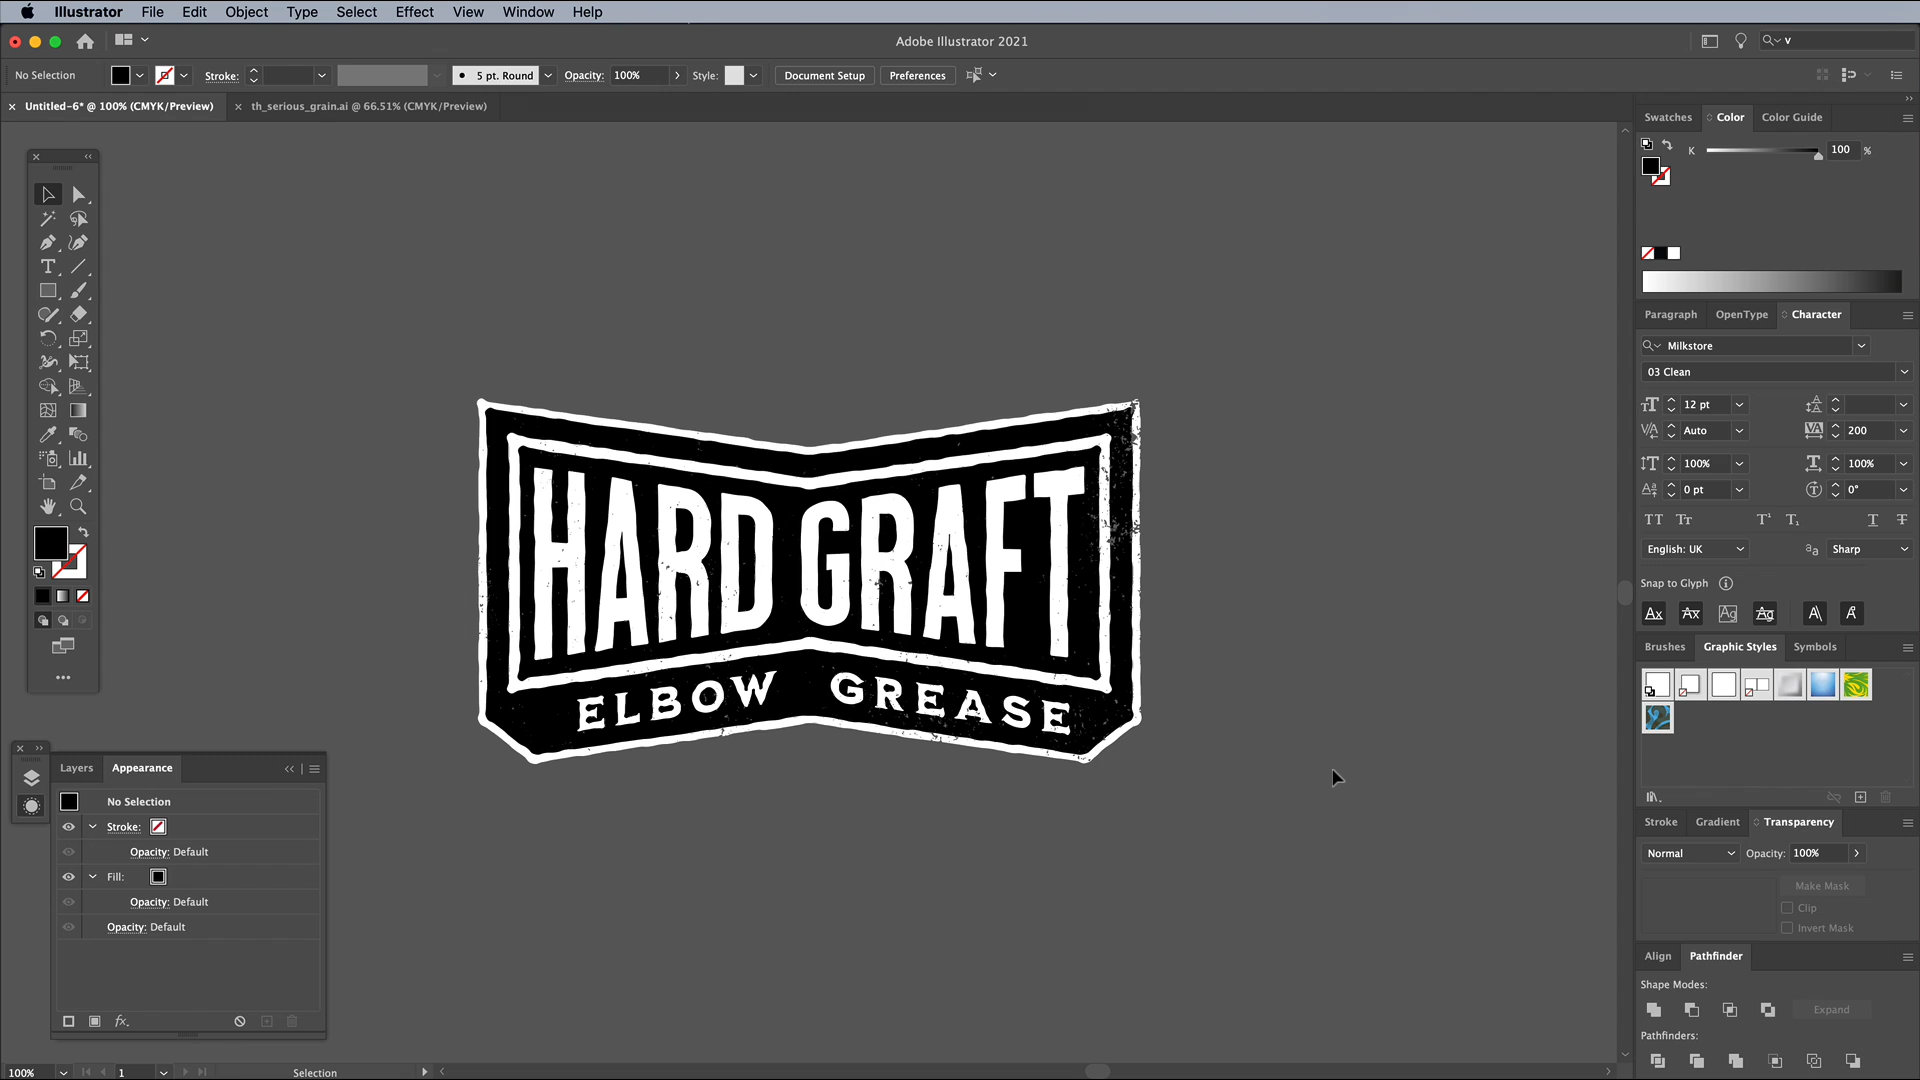 Illustrator File Edit Object Type Select Effect View Window Help
Adobe Illustrator 2021
v
No Selection
Stroke:
5 pt. Round
Opacity: 100%
Style:
Document Setup
Preferences
Untitled-6* @ 100% (CMYK/Preview)
th_serious_grain.ai @ 66.51% (CMYK/Preview)
Swatches Color Color Guide
K 100 %
Paragraph OpenType Character
Milkstore
03 Clean
12 pt
Auto
200
100%
100%
0 pt
0°
English: UK
Sharp
Snap to Glyph
Brushes Graphic Styles Symbols
Stroke Gradient Transparency
Normal
Opacity: 100%
Make Mask
Clip
Invert Mask
Align Pathfinder
Shape Modes:
Expand
Pathfinders:
HARD GRAFT
ELBOW GREASE
Layers Appearance
No Selection
Stroke:
Opacity: Default
Fill:
Opacity: Default
Opacity: Default
fx.
100%
1
Selection